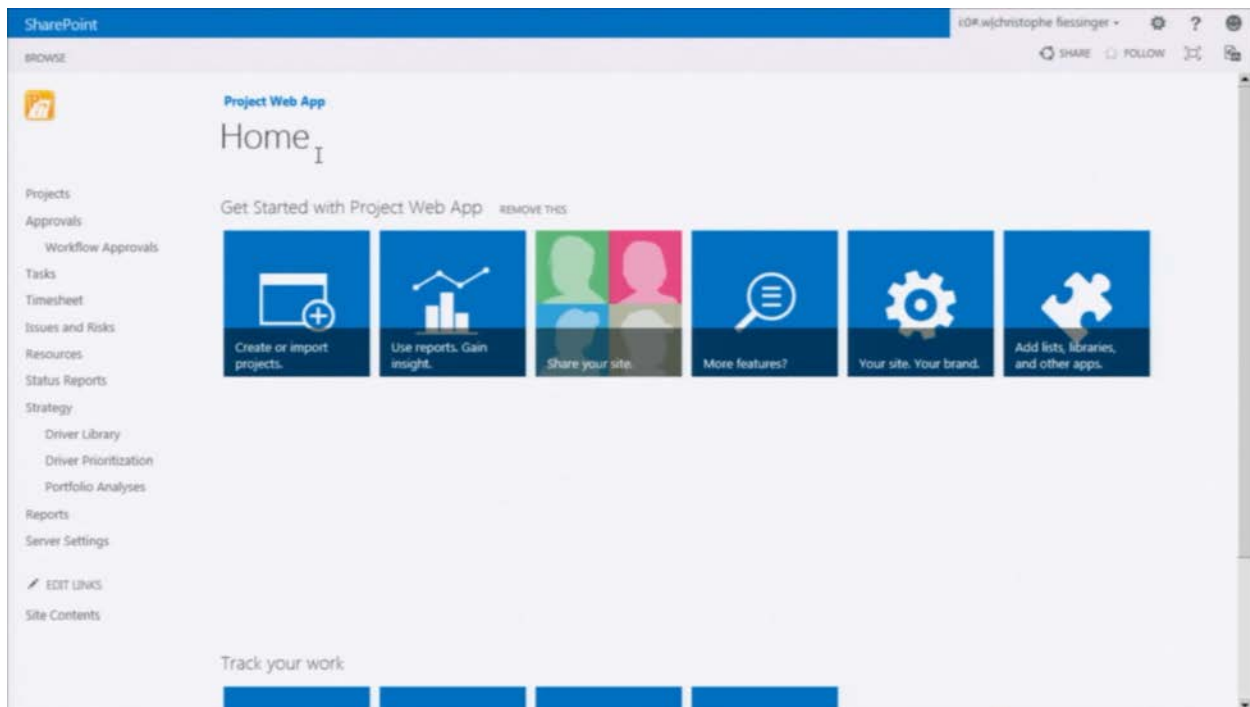 SharePoint
christophe fiessinger
?
BROWSE
SHARE
FOLLOW
Project Web App
Home
Projects
Approvals
Workflow Approvals
Tasks
Timesheet
Issues and Risks
Resources
Status Reports
Strategy
Driver Library
Driver Prioritization
Portfolio Analyses
Reports
Server Settings
EDIT LINKS
Site Contents
Get Started with Project Web App REMOVE THIS
Create or import
projects.
Use reports. Gain
insight.
Share your site.
More features?
Your site. Your brand.
Add lists, libraries,
and other apps.
Track your work